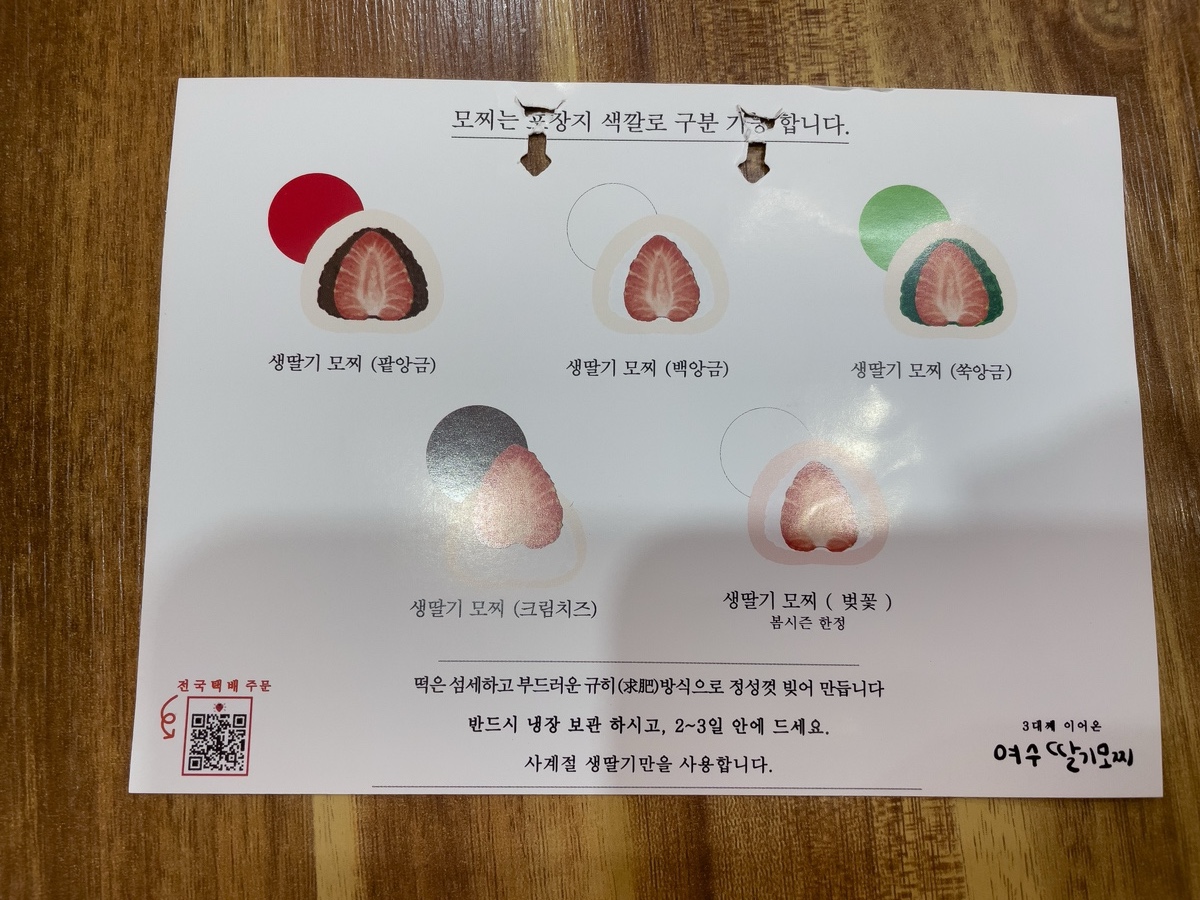 모찌는 포장지 색깔로 구분 가능 합니다.
생딸기 모찌 (팥앙금)
생딸기 모찌 (백앙금)
생딸기 모찌 (쑥앙금)
생딸기 모찌 (크림치즈)
생딸기 모찌 ( 벚꽃 )
봄시즌 한정
떡은 섬세하고 부드러운 규히(求肥)방식으로 정성껏 빚어 만듭니다
반드시 냉장 보관 하시고, 2~3일 안에 드세요.
사계절 생딸기만을 사용합니다.
전국택배주문
3대째 이어온
여수딸기모찌